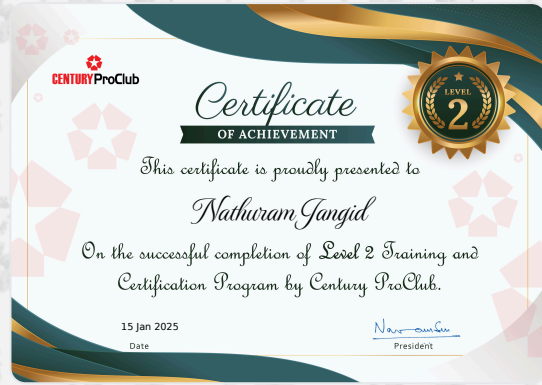 CENTURY ProClub
Certificate
OF ACHIEVEMENT
LEVEL
2
This certificate is proudly presented to
Nathuram Jangid
On the successful completion of Level 2 Training and
Certification Program by Century ProClub.
15 Jan 2025
Date
President